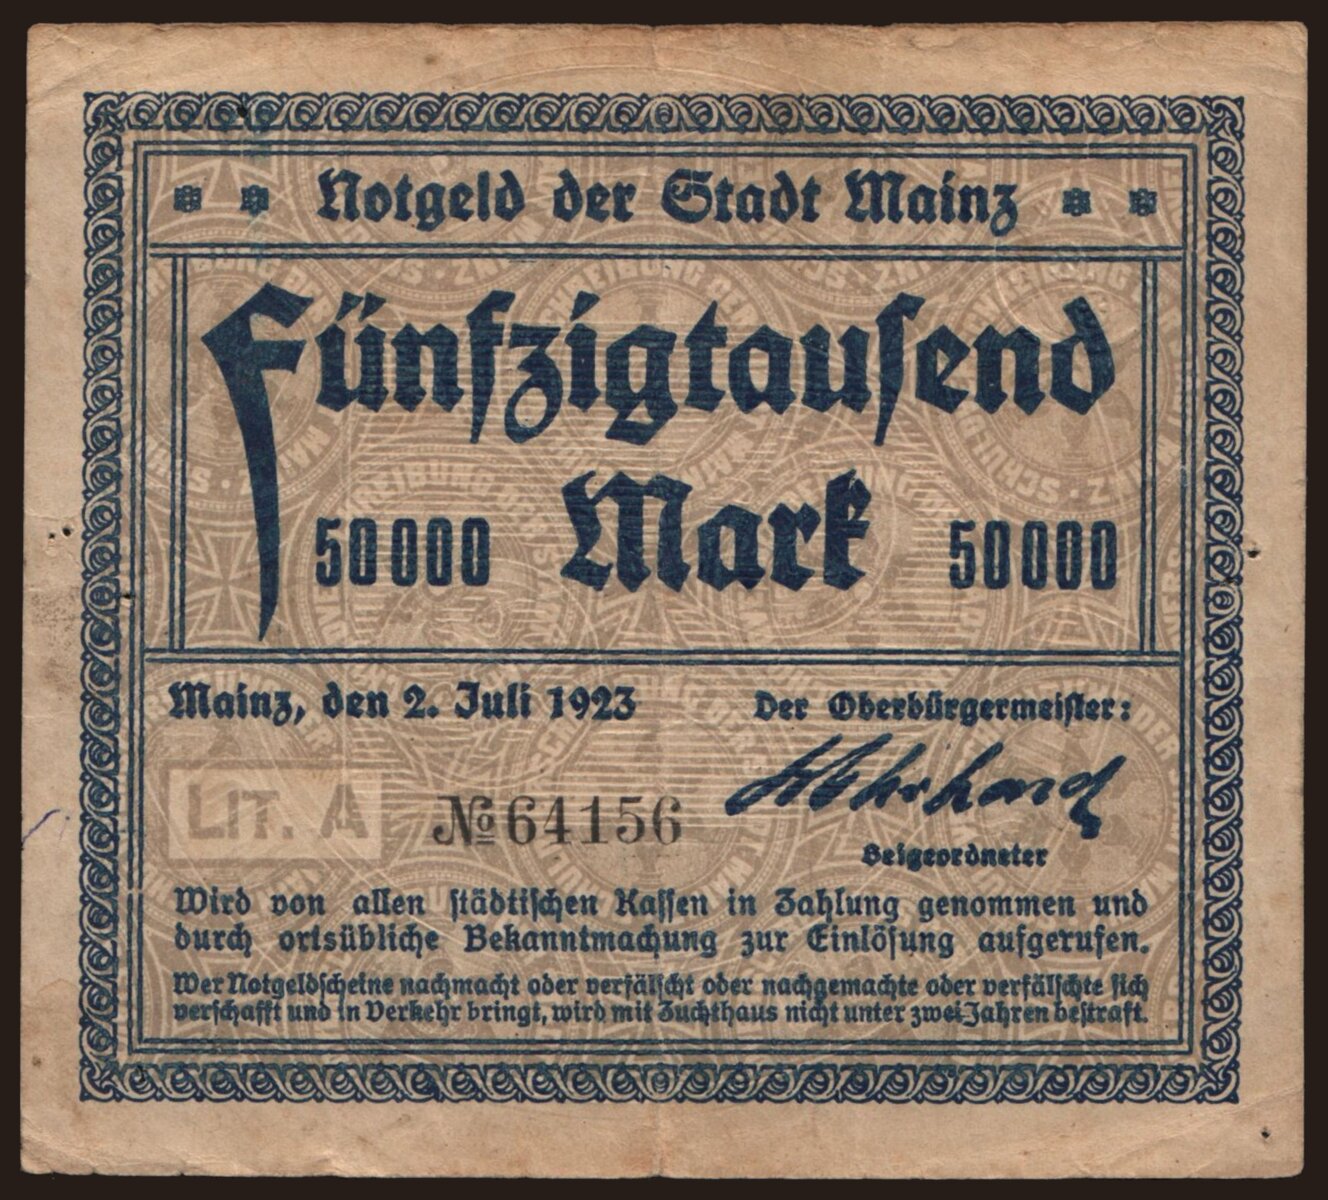 Notgeld der Stadt Mainz
Fünfzigtausend
50000 Mark 50000
Mainz, den 2. Juli 1923 Der Oberbürgermeister:
LIT. A № 64156
Beigeordneter
Wird von allen städtischen Kassen in Zahlung genommen und
durch ortsübliche Bekanntmachung zur Einlösung aufgerufen.
Wer Notgeldscheine nachmacht oder verfälscht oder nachgemachte oder verfälschte sich
verschafft und in Verkehr bringt, wird mit Zuchthaus nicht unter zwei Jahren bestraft.